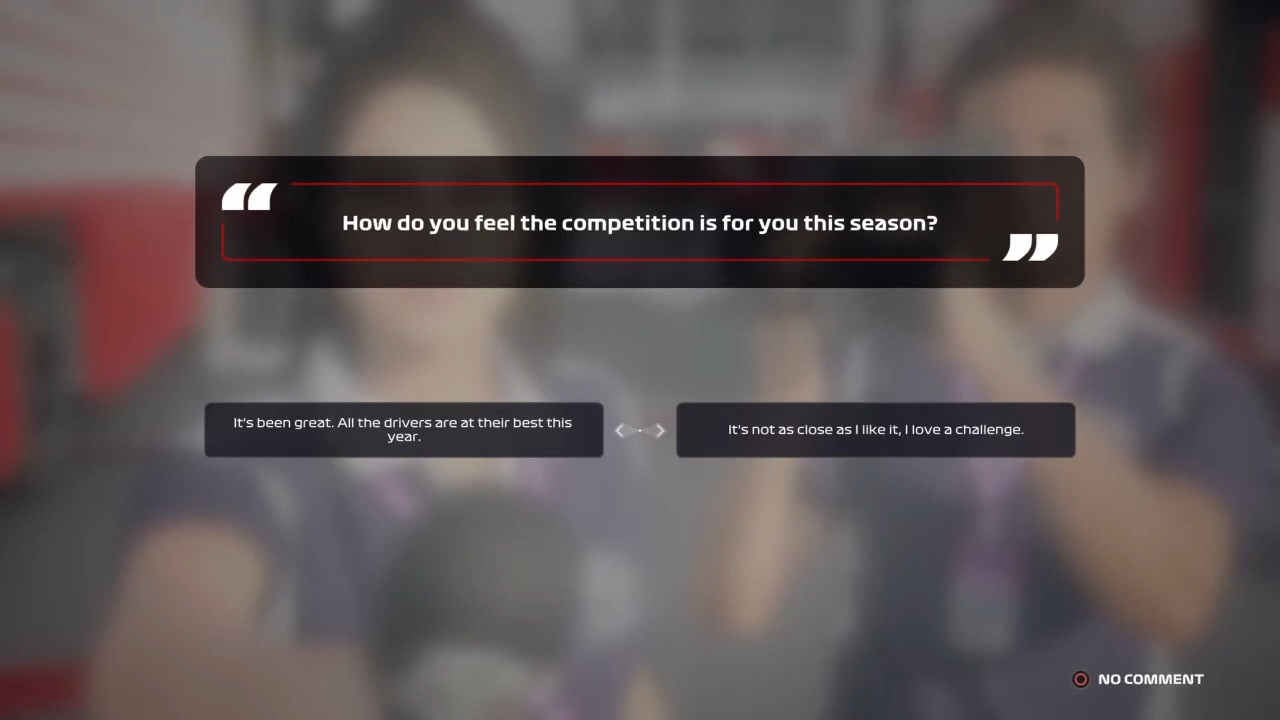 How do you feel the competition is for you this season?
It's been great. All the drivers are at their best this
year.
It's not as close as I like it, I love a challenge.
NO COMMENT